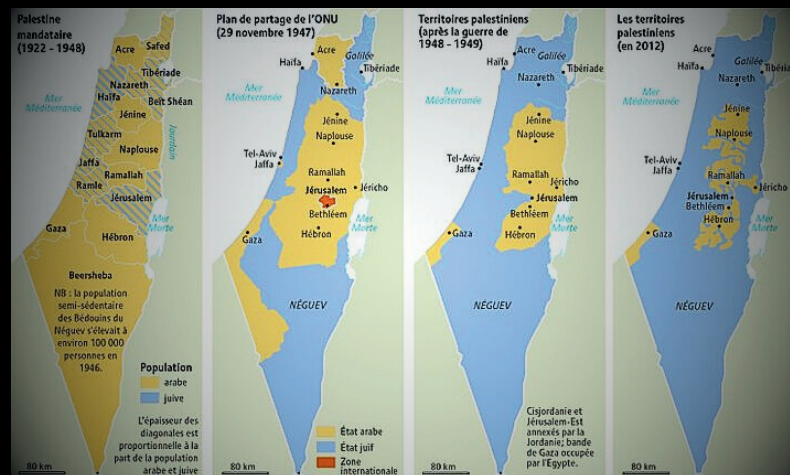 Palestine
mandataire
(1922 - 1948)
Safed
Acre
Tibériade
Nazareth
Haïfa
Beït Shéan
Mer
Méditerranée
Jénine
Tulkarm
Naplouse
Jourdain
Jaffa
Ramallah
Ramle
Jérusalem
Mer
Morte
Gaza
Hébron
Beersheba
NB : la population
semi-sédentaire
des Bédouins du
Néguev s'élevait à
environ 100 000
personnes en
1946.
Population
arabe
juive
L'épaisseur des
diagonales est
proportionnelle à la
part de la population
arabe et juive
80 km
Plan de partage de l'ONU
(29 novembre 1947)
Acre
Galilée
Haïfa
Tibériade
Nazareth
Mer
Méditerranée
Jénine
Naplouse
Tel-Aviv
Jaffa
Ramallah
Jéricho
Jérusalem
Bethléem
Mer
Morte
Gaza
Hébron
NÉGUEV
État arabe
État juif
Zone
internationale
80 km
Territoires palestiniens
(après la guerre de
1948 - 1949)
Acre
Galilée
Haïfa
Tibériade
Nazareth
Mer
Méditerranée
Jénine
Naplouse
Tel-Aviv
Jaffa
Ramallah
Jéricho
Jérusalem
Bethléem
Mer
Morte
Gaza
Hébron
NÉGUEV
Cisjordanie et
Jérusalem-Est
annexés par la
Jordanie; bande
de Gaza occupée
par l'Egypte.
80 km
Les territoires
palestiniens
(en 2012)
Acre
Galilée
Haïfa
Tibériade
Nazareth
Mer
Méditerranée
Jénine
Naplouse
Tel-Aviv
Jaffa
Ramallah
Jéricho
Jérusalem
Bethléem
Mer
Morte
Gaza
Hébron
NÉGUEV
80 km